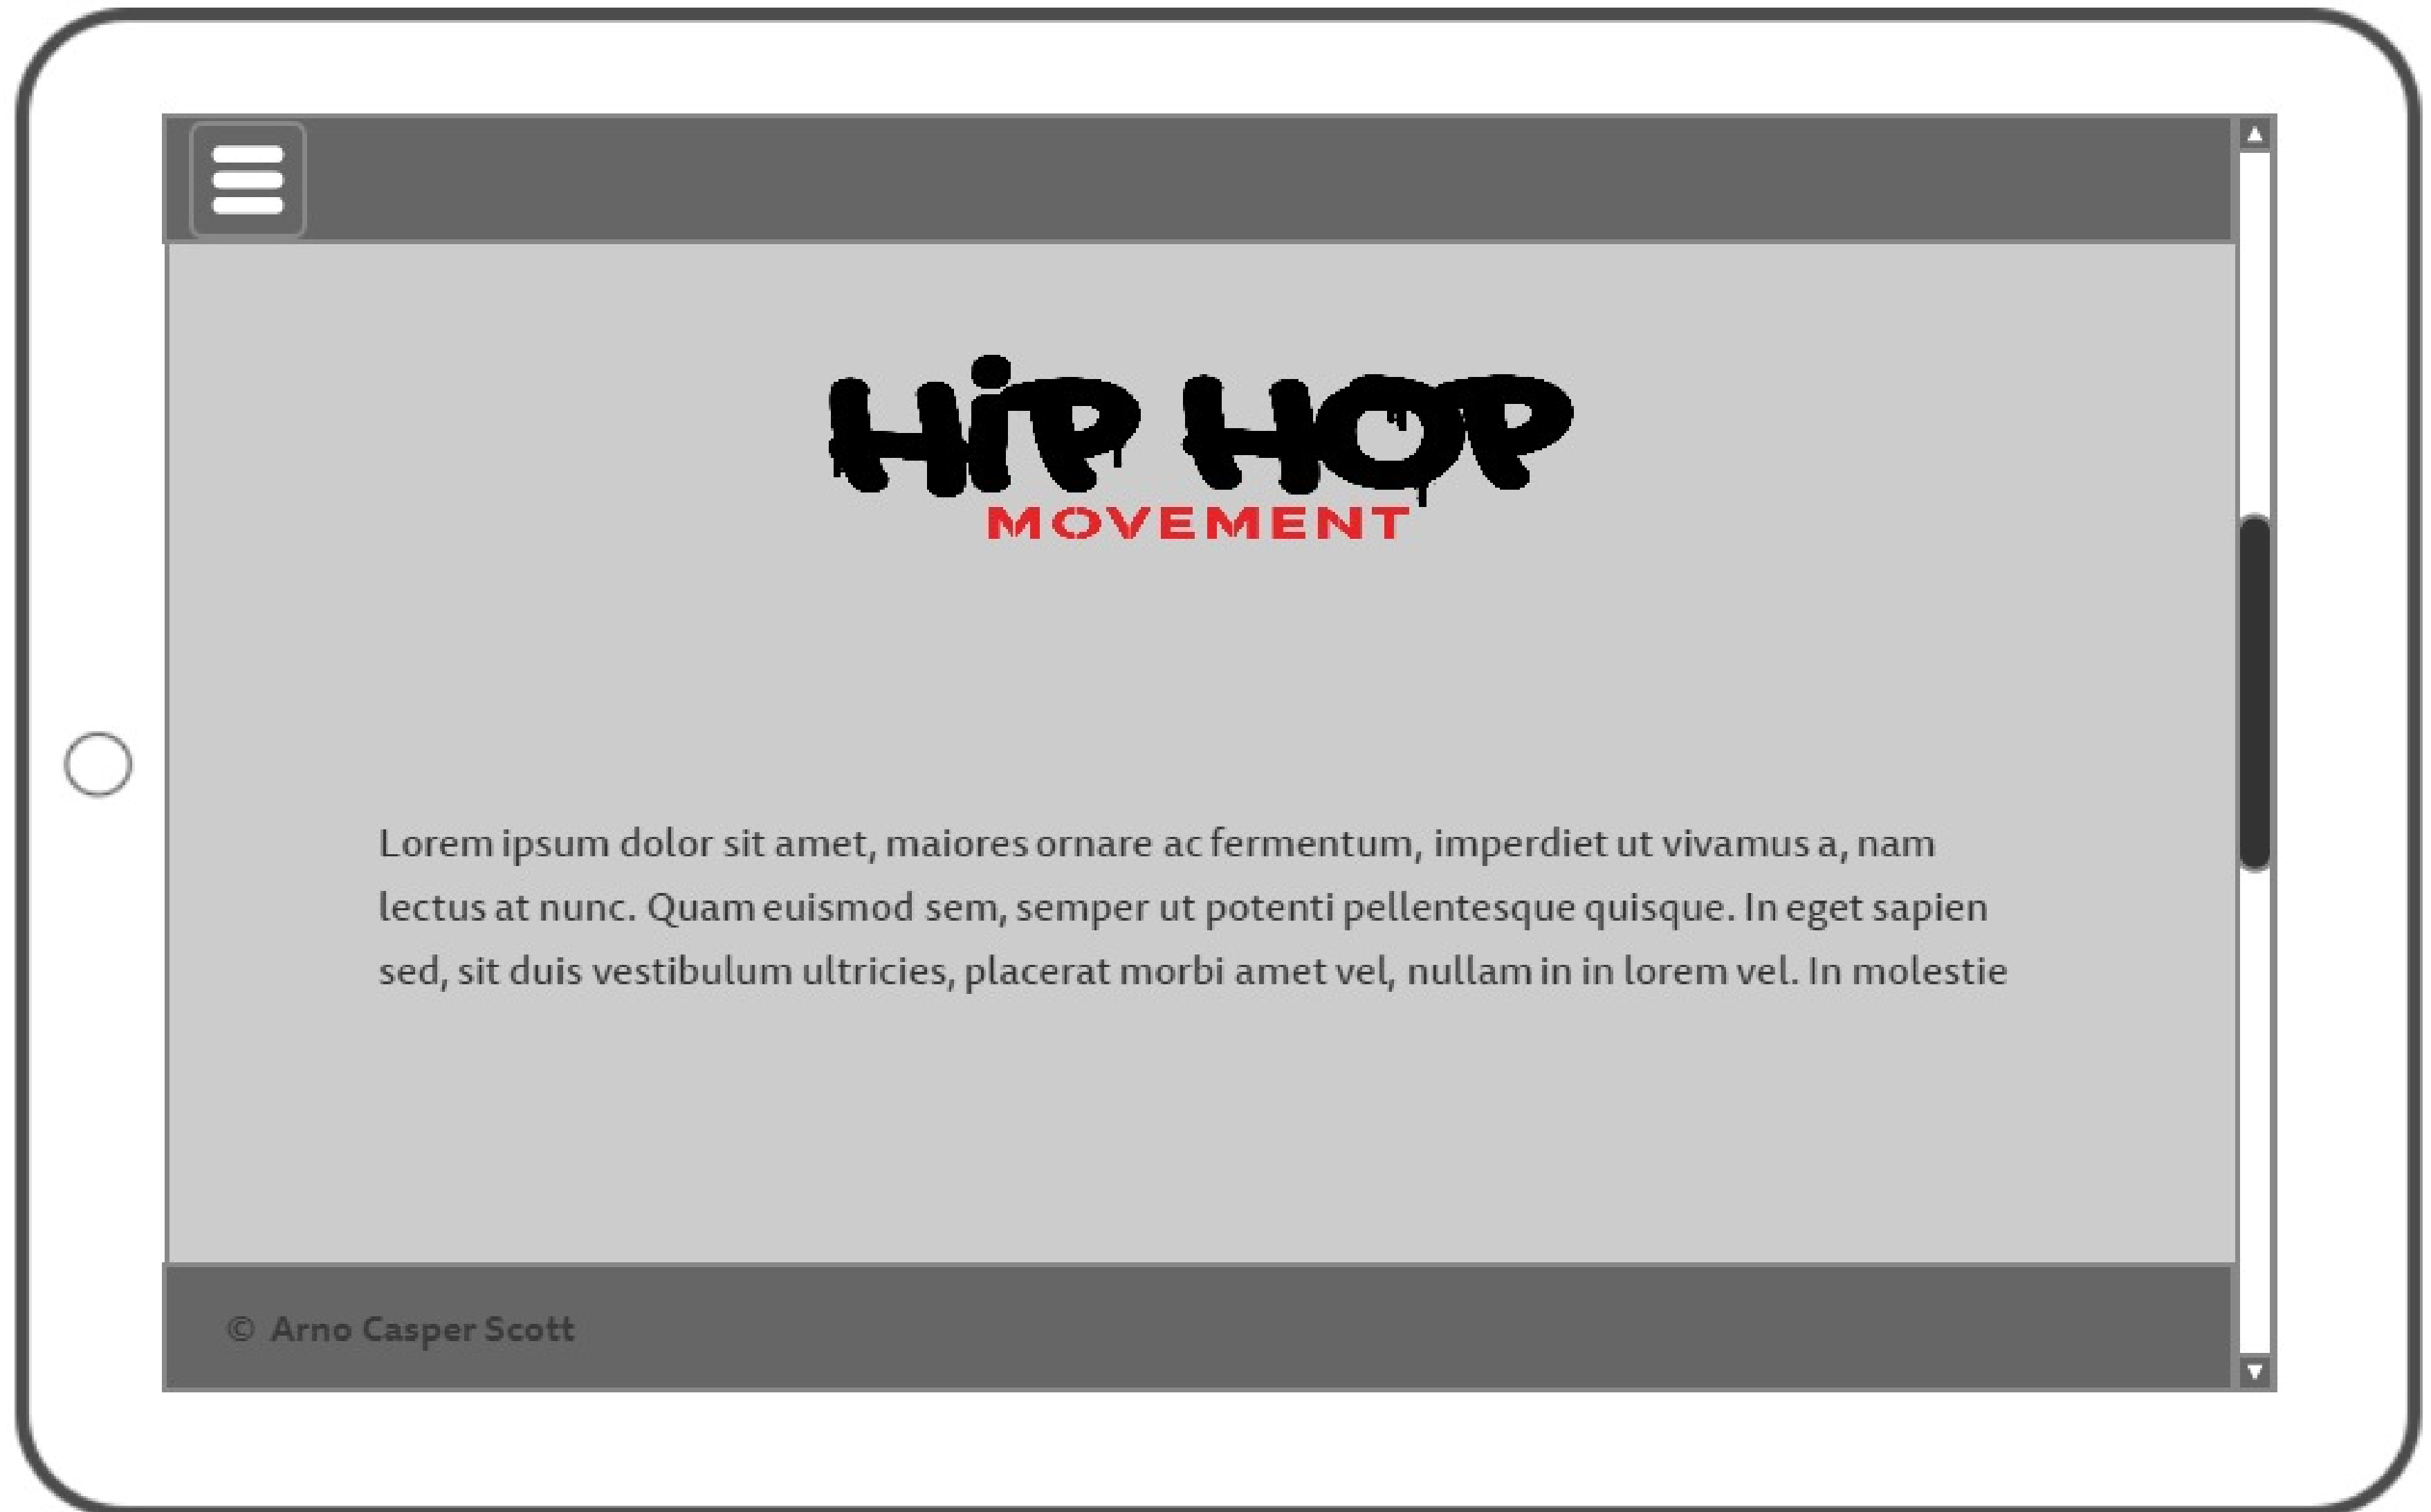 HiP HOP
MOVEMENT
Lorem ipsum dolor sit amet, maiores ornare ac fermentum, imperdiet ut vivamus a, nam
lectus at nunc. Quam euismod sem, semper ut potenti pellentesque quisque. In eget sapien
sed, sit duis vestibulum ultricies, placerat morbi amet vel, nullam in in lorem vel. In molestie
© Arno Casper Scott